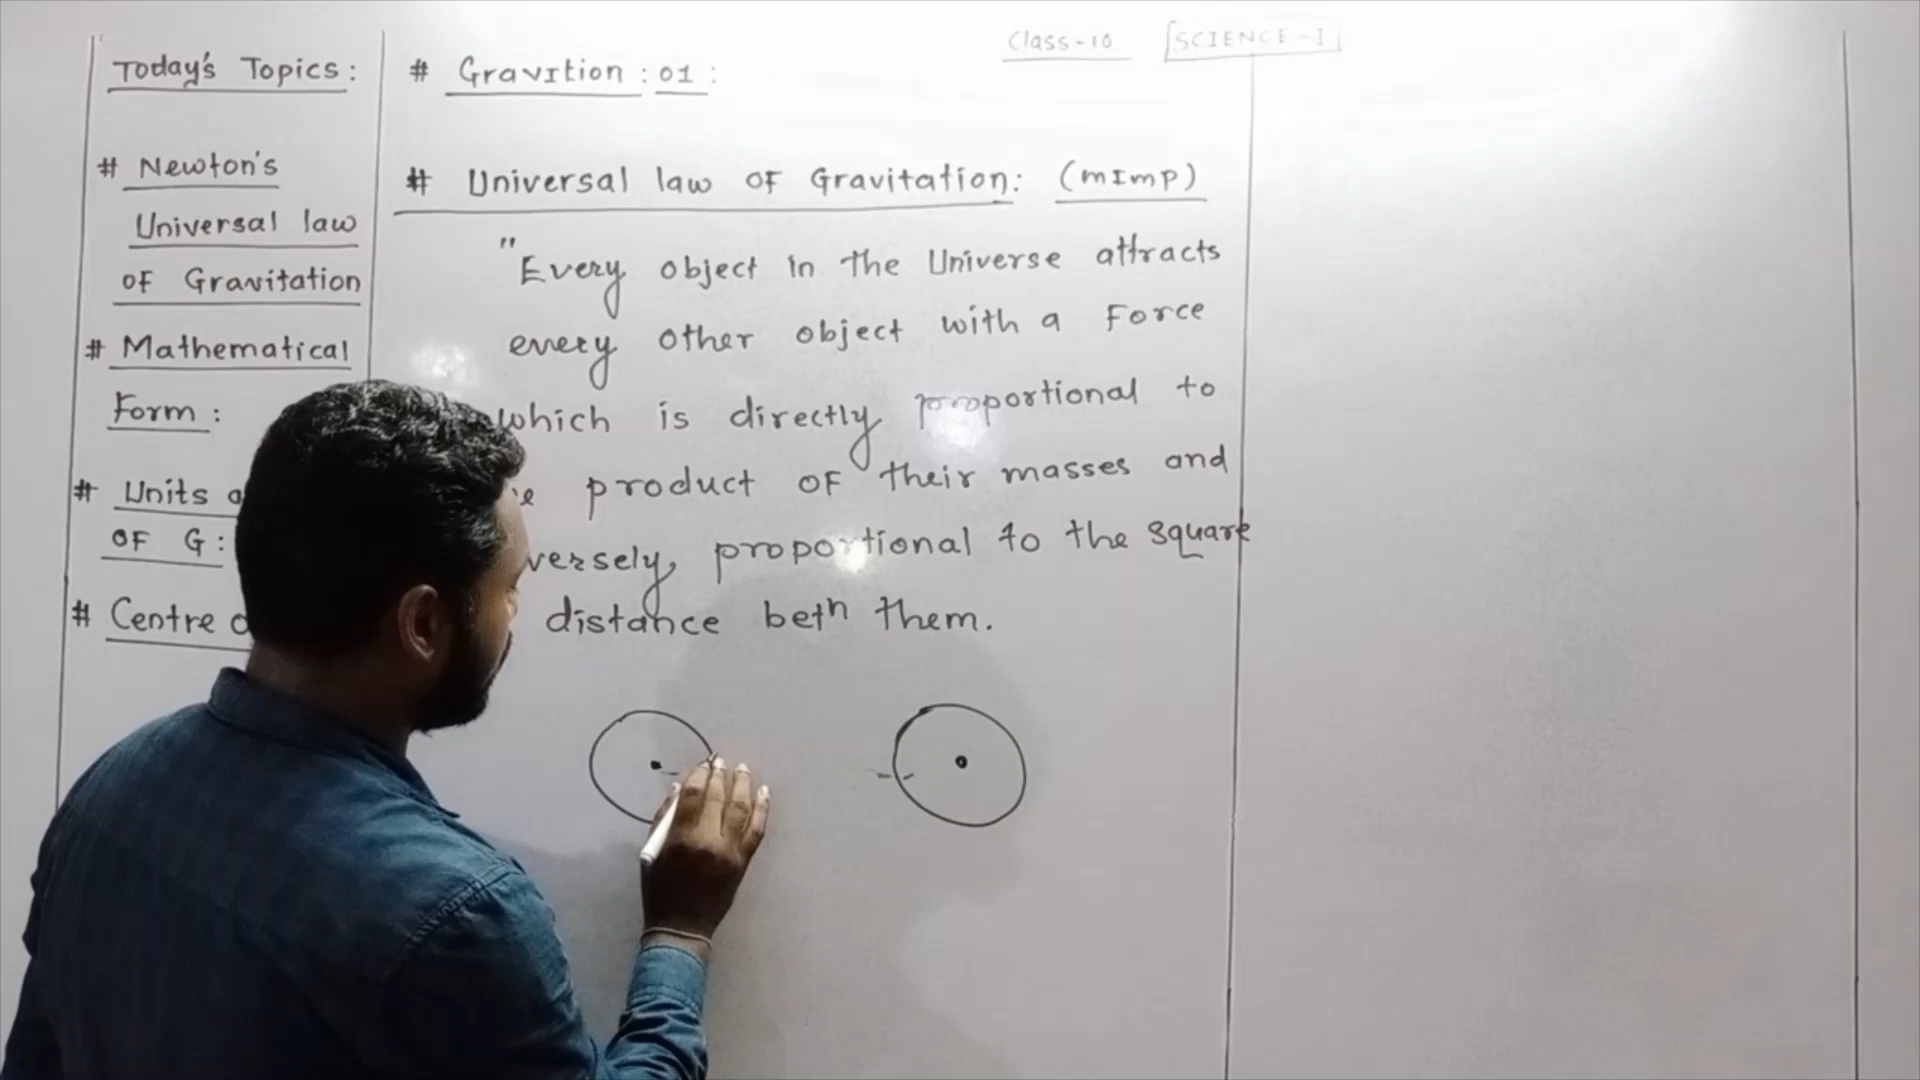 Class-10 SCIENCE-I
Today's Topics:
# Newton's
Universal law
of Gravitation
# Mathematical
Form:
# Units
OF G:
# Centre
# Gravition: 01:
# Universal law of Gravitation: (mImp)
"Every object in the Universe attracts
every other object with a Force
which is directly proportional to
product of their masses and
proportional to the square
distance betn them.